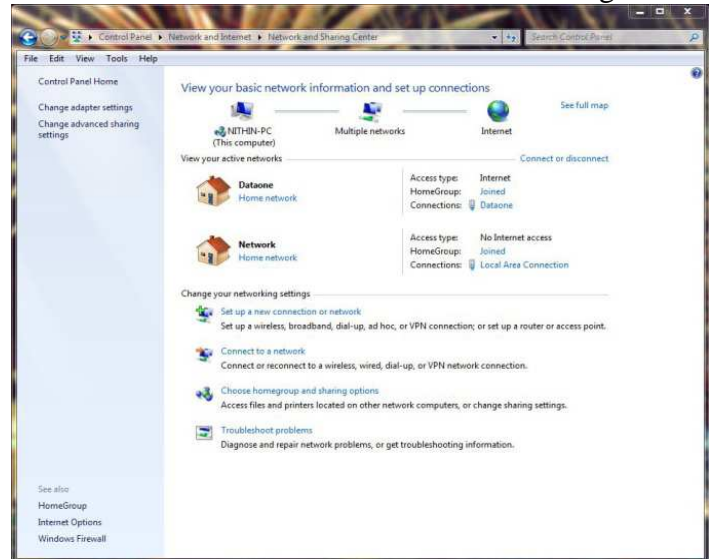 Control Panel ▸ Network and Internet ▸ Network and Sharing Center
Search Control Panel
File Edit View Tools Help
Control Panel Home
Change adapter settings
Change advanced sharing
settings
See also
HomeGroup
Internet Options
Windows Firewall
View your basic network information and set up connections
See full map
NITHIN-PC
(This computer)
Multiple networks
Internet
View your active networks
Connect or disconnect
Dataone
Home network
Access type: Internet
HomeGroup: Joined
Connections: Dataone
Network
Home network
Access type: No Internet access
HomeGroup: Joined
Connections: Local Area Connection
Change your networking settings
Set up a new connection or network
Set up a wireless, broadband, dial-up, ad hoc, or VPN connection; or set up a router or access point.
Connect to a network
Connect or reconnect to a wireless, wired, dial-up, or VPN network connection.
Choose homegroup and sharing options
Access files and printers located on other network computers, or change sharing settings.
Troubleshoot problems
Diagnose and repair network problems, or get troubleshooting information.